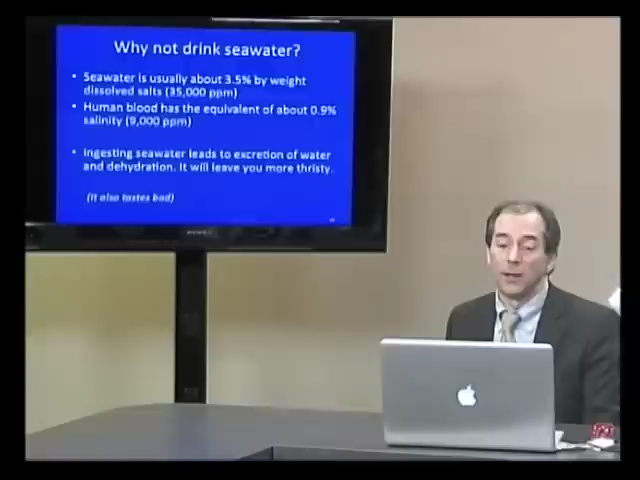 Why not drink seawater?
• Seawater is usually about 3.5% by weight
dissolved salts (35,000 ppm)
• Human blood has the equivalent of about 0.9%
salinity (9,000 ppm)
• Ingesting seawater leads to excretion of water
and dehydration. It will leave you more thristy.
(It also tastes bad)